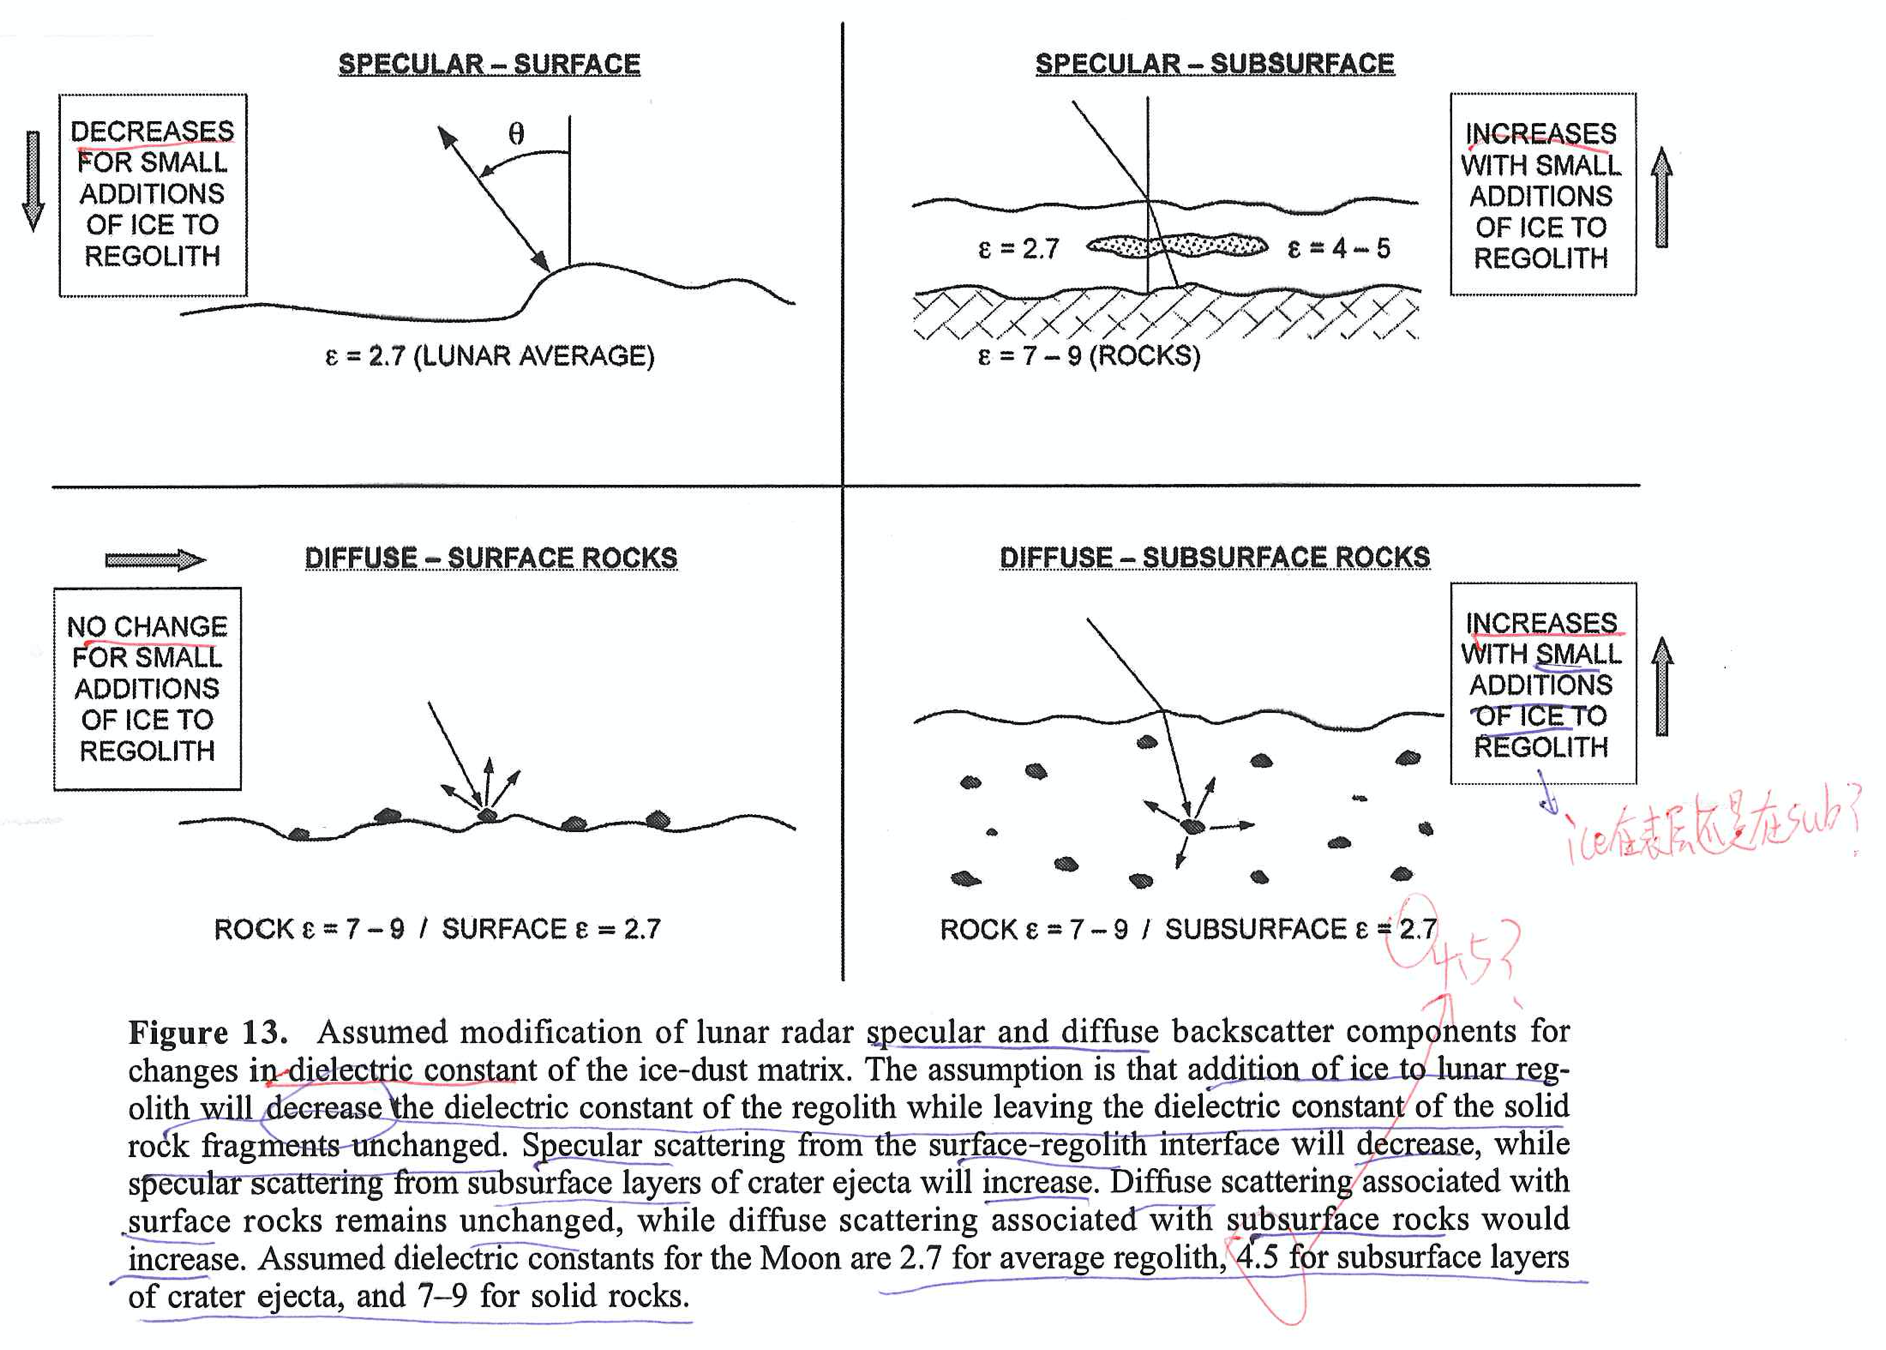 SPECULAR – SURFACE
DECREASES
FOR SMALL
ADDITIONS
OF ICE TO
REGOLITH
θ
ε = 2.7 (LUNAR AVERAGE)
SPECULAR – SUBSURFACE
INCREASES
WITH SMALL
ADDITIONS
OF ICE TO
REGOLITH
ε = 2.7
ε = 4 – 5
ε = 7 – 9 (ROCKS)
DIFFUSE – SURFACE ROCKS
NO CHANGE
FOR SMALL
ADDITIONS
OF ICE TO
REGOLITH
ROCK ε = 7 – 9 / SURFACE ε = 2.7
DIFFUSE – SUBSURFACE ROCKS
INCREASES
WITH SMALL
ADDITIONS
OF ICE TO
REGOLITH
ice在表层还是在sub?
ROCK ε = 7 – 9 / SUBSURFACE ε = 2.7
4.5?
Figure 13. Assumed modification of lunar radar specular and diffuse backscatter components for
changes in dielectric constant of the ice-dust matrix. The assumption is that addition of ice to lunar reg-
olith will decrease the dielectric constant of the regolith while leaving the dielectric constant of the solid
rock fragments unchanged. Specular scattering from the surface-regolith interface will decrease, while
specular scattering from subsurface layers of crater ejecta will increase. Diffuse scattering associated with
surface rocks remains unchanged, while diffuse scattering associated with subsurface rocks would
increase. Assumed dielectric constants for the Moon are 2.7 for average regolith, 4.5 for subsurface layers
of crater ejecta, and 7–9 for solid rocks.